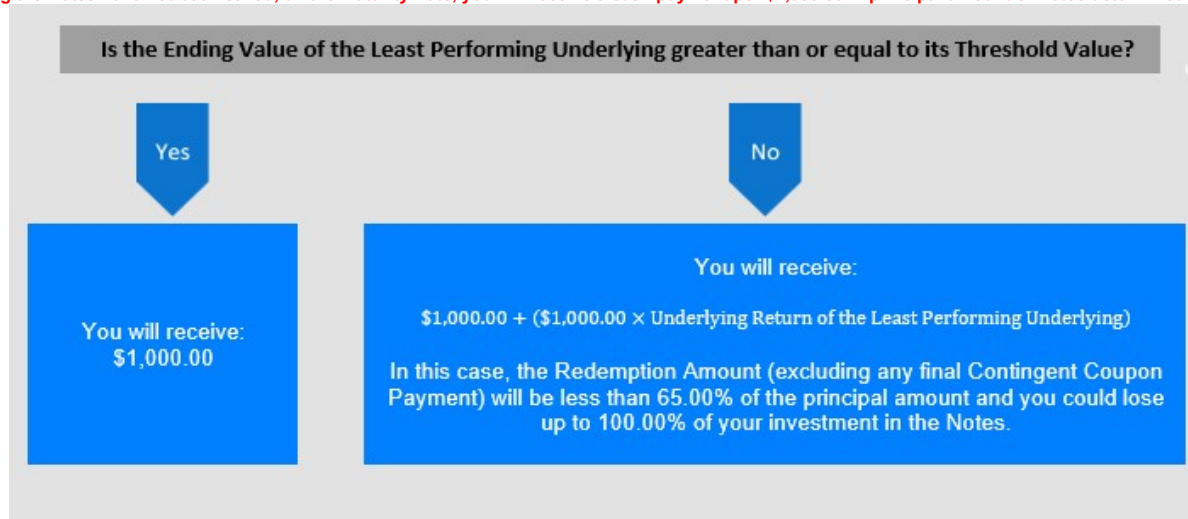 Is the Ending Value of the Least Performing Underlying greater than or equal to its Threshold Value?
Yes
No
You will receive:
$1,000.00
You will receive:
$1,000.00 + ($1,000.00 × Underlying Return of the Least Performing Underlying)
In this case, the Redemption Amount (excluding any final Contingent Coupon
Payment) will be less than 65.00% of the principal amount and you could lose
up to 100.00% of your investment in the Notes.